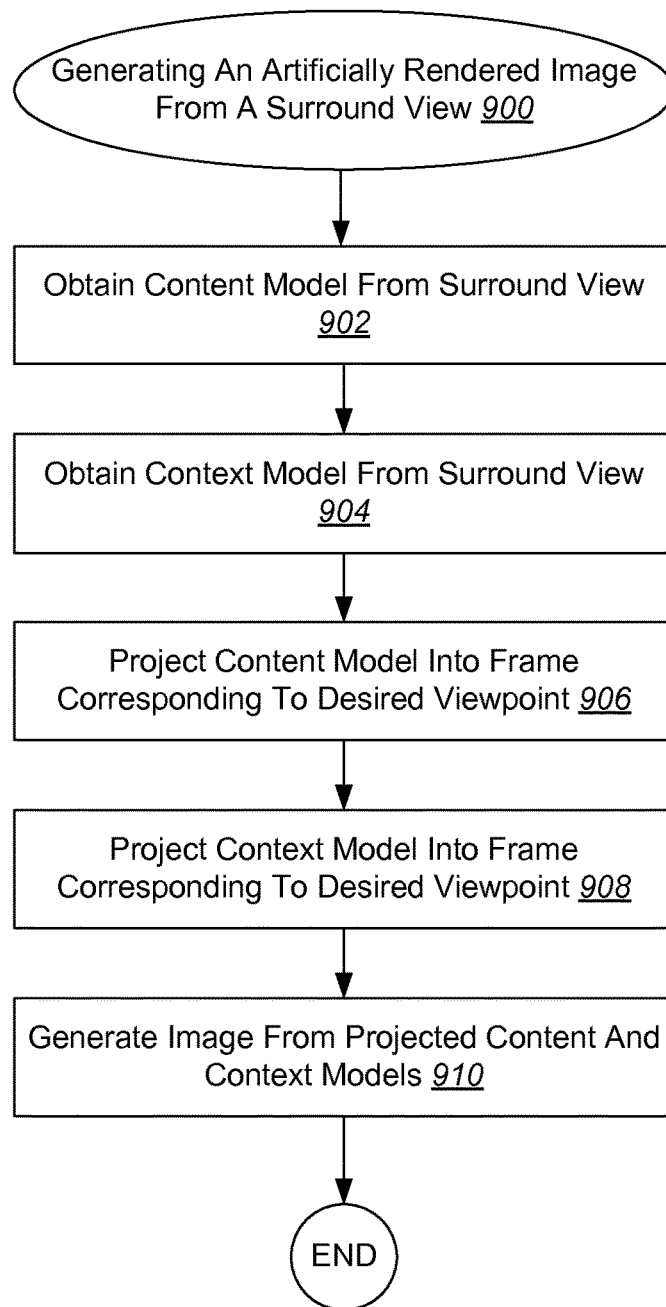 Generating An Artificially Rendered Image
From A Surround View 900
Obtain Content Model From Surround View
902
Obtain Context Model From Surround View
904
Project Content Model Into Frame
Corresponding To Desired Viewpoint 906
Project Context Model Into Frame
Corresponding To Desired Viewpoint 908
Generate Image From Projected Content And
Context Models 910
END